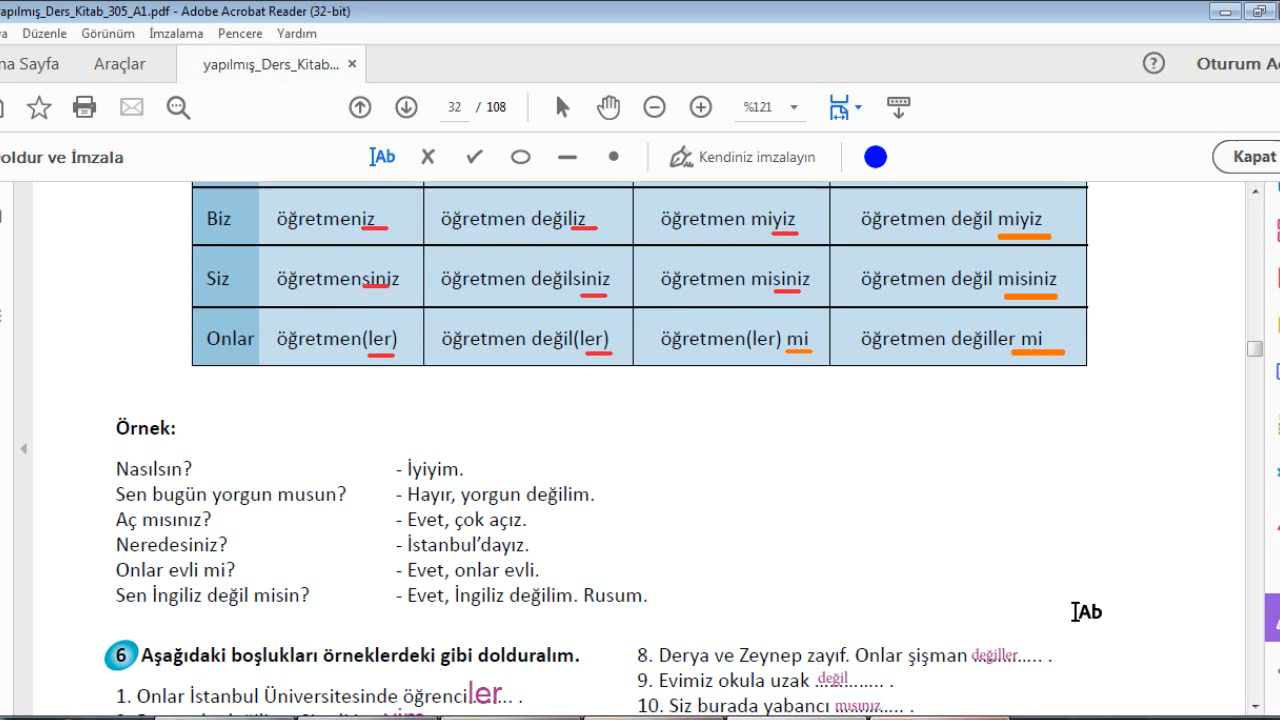 yapılmış_Ders_Kitab_305_A1.pdf - Adobe Acrobat Reader (32-bit)
Düzenle Görünüm İmzalama Pencere Yardım
na Sayfa Araçlar yapılmış_Ders_Kitab... × ? Oturum A
32 / 108 %121
oldur ve İmzala Ab Kendiniz imzalayın Kapat
Biz öğretmeniz öğretmen değiliz öğretmen miyiz öğretmen değil miyiz
Siz öğretmensiniz öğretmen değilsiniz öğretmen misiniz öğretmen değil misiniz
Onlar öğretmen(ler) öğretmen değil(ler) öğretmen(ler) mi öğretmen değiller mi
Örnek:
Nasılsın? - İyiyim.
Sen bugün yorgun musun? - Hayır, yorgun değilim.
Aç mısınız? - Evet, çok açız.
Neredesiniz? - İstanbul’dayız.
Onlar evli mi? - Evet, onlar evli.
Sen İngiliz değil misin? - Evet, İngiliz değilim. Rusum.
Ab
6 Aşağıdaki boşlukları örneklerdeki gibi dolduralım.
1. Onlar İstanbul Üniversitesinde öğrenciler... .
8. Derya ve Zeynep zayıf. Onlar şişman değiller..... .
9. Evimiz okula uzak değil....... .
10. Siz burada yabancı mısınız..... .